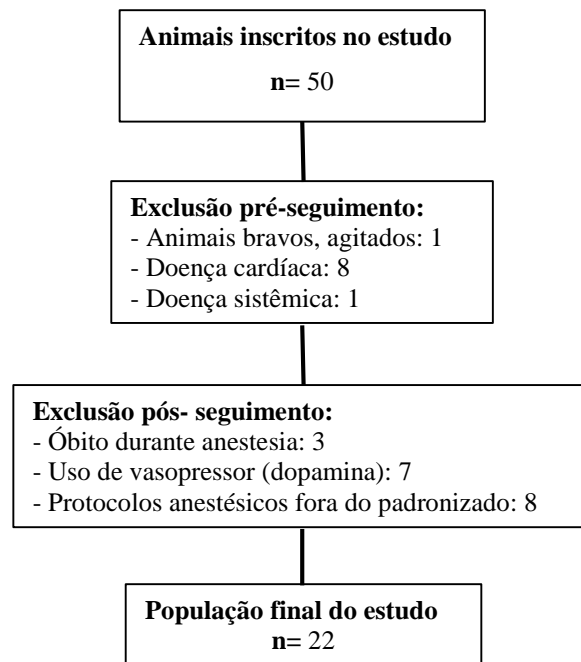 Animais inscritos no estudo
n= 50
Exclusão pré-seguimento:
- Animais bravos, agitados: 1
- Doença cardíaca: 8
- Doença sistêmica: 1
Exclusão pós- seguimento:
- Óbito durante anestesia: 3
- Uso de vasopressor (dopamina): 7
- Protocolos anestésicos fora do padronizado: 8
População final do estudo
n= 22